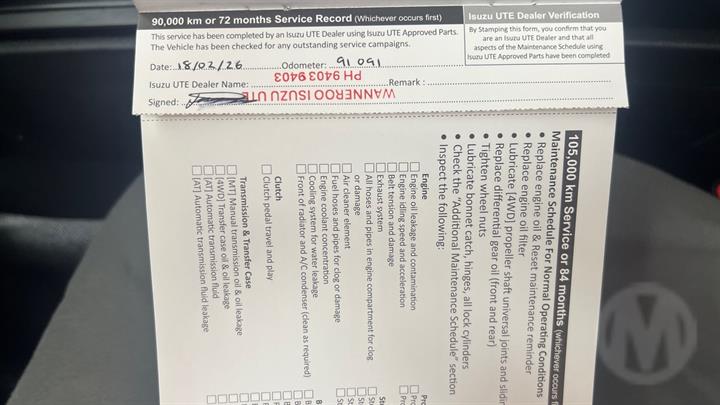 90,000 km or 72 months Service Record (Whichever occurs first)
This service has been completed by an Isuzu UTE Dealer using Isuzu UTE Approved Parts.
The Vehicle has been checked for any outstanding service campaigns.
Date: 18/02/26 Odometer: 91 091
Isuzu UTE Dealer Name: Remark :
Signed:
WANNEROO ISUZU UTE
PH 9403 9403
Isuzu UTE Dealer Verification
By Stamping this form, you confirm that you
are an Isuzu UTE Dealer and that all
aspects of the Maintenance Schedule using
Isuzu UTE Approved Parts have been completed
105,000 km Service or 84 months (whichever occurs
Maintenance Schedule For Normal Operating Conditions
• Replace engine oil & Reset maintenance reminder
• Replace engine oil filter
• Lubricate [4WD] propeller shaft universal joints and
• Replace differential gear oil (front and rear)
• Tighten wheel nuts
• Lubricate bonnet catch, hinges, all lock cylinders
• Check the "Additional Maintenance Schedule" section
• Inspect the following:
Engine
Engine oil leakage and contamination
Engine idling speed and acceleration
Belt tension and damage
Exhaust system
All hoses and pipes in engine compartment for clog
or damage
Air cleaner element
Fuel hoses and pipes for clog or damage
Engine coolant concentration
Cooling system for water leakage
Front of radiator and A/C condenser (clean as required)
Clutch
Clutch pedal travel and play
Transmission & Transfer Case
[MT] Manual transmission oil & oil leakage
[4WD] Transfer case oil & oil leakage
[AT] Automatic transmission fluid
[AT] Automatic transmission fluid leakage
M